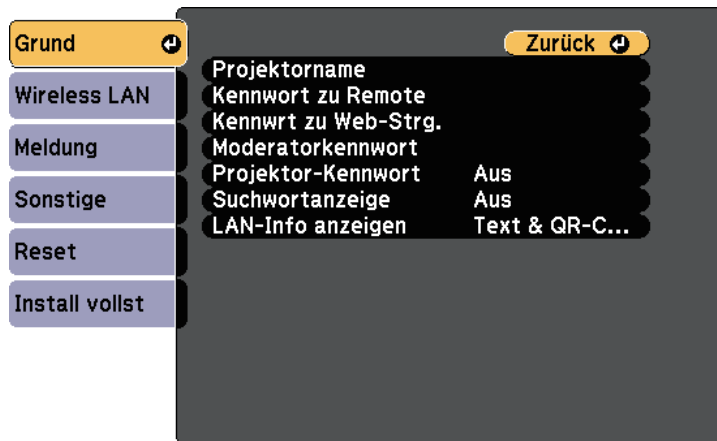 Grund
Wireless LAN
Meldung
Sonstige
Reset
Install vollst
Zurück
Projektorname
Kennwort zu Remote
Kennwrt zu Web-Strg.
Moderatorkennwort
Projektor-Kennwort Aus
Suchwortanzeige Aus
LAN-Info anzeigen Text & QR-C...